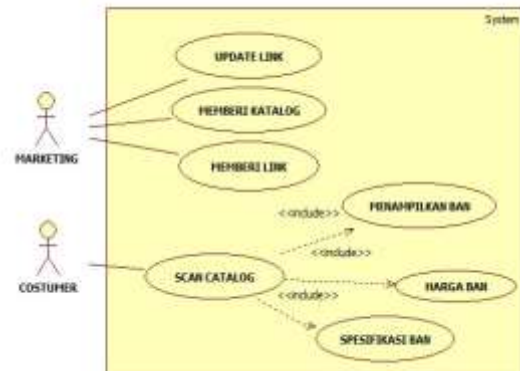 System
UPDATE LINK
MEMBERI KATALOG
MARKETING
MEMBERI LINK
<<include>>
MENAMPILKAN BAN
<<include>>
COSTUMER
SCAN CATALOG
<<include>>
HARGA BAN
SPESIFIKASI BAN